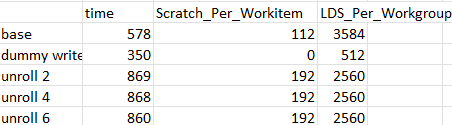 time Scratch_Per_Workitem LDS_Per_Workgroup
base 578 112 3584
dummy write 350 0 512
unroll 2 869 192 2560
unroll 4 868 192 2560
unroll 6 860 192 2560